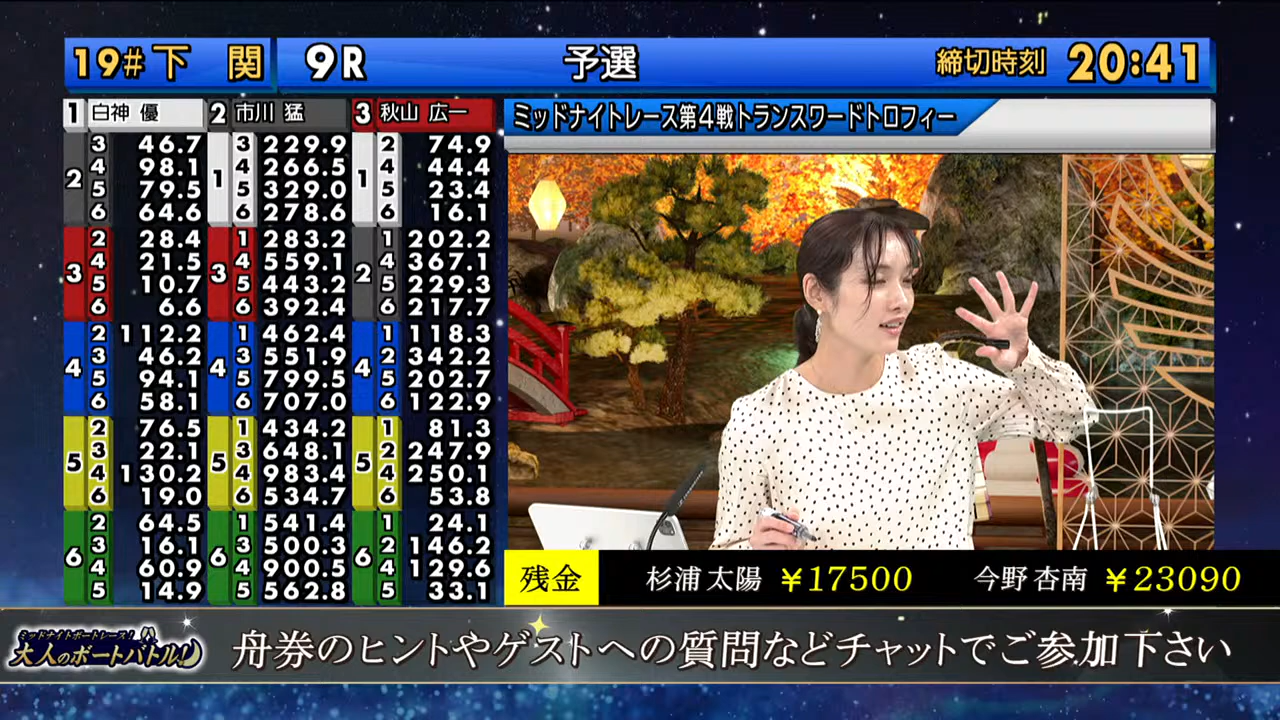 19# 下 関 9R 予選 締切時刻 20:41
1 白神 優 2 市川 猛 3 秋山 広一
ミッドナイトレース第4戦トランスワードトロフィー
2 3 46.7 1 3 229.9 1 2 74.9
4 98.1 4 266.5 4 44.4
5 79.5 5 329.0 5 23.4
6 64.6 6 278.6 6 16.1
3 2 28.4 3 1 283.2 2 1 202.2
4 21.5 4 559.1 4 367.1
5 10.7 5 443.2 5 229.3
6 6.6 6 392.4 6 217.7
4 2 112.2 4 1 462.4 4 1 118.3
3 46.2 3 551.9 2 342.2
5 94.1 5 799.5 5 202.7
6 58.1 6 707.0 6 122.9
5 2 76.5 5 1 434.2 5 1 81.3
3 22.1 3 648.1 2 247.9
4 130.2 4 983.4 4 250.1
6 19.0 6 534.7 6 53.8
6 2 64.5 6 1 541.4 6 1 24.1
3 16.1 3 500.3 2 146.2
4 60.9 4 900.5 4 129.6
5 14.9 5 562.8 5 33.1
残金 杉浦 太陽 ¥17500 今野 杏南 ¥23090
ミッドナイトボートレース!
大人のボートバトル!
舟券のヒントやゲストへの質問などチャットでご参加下さい